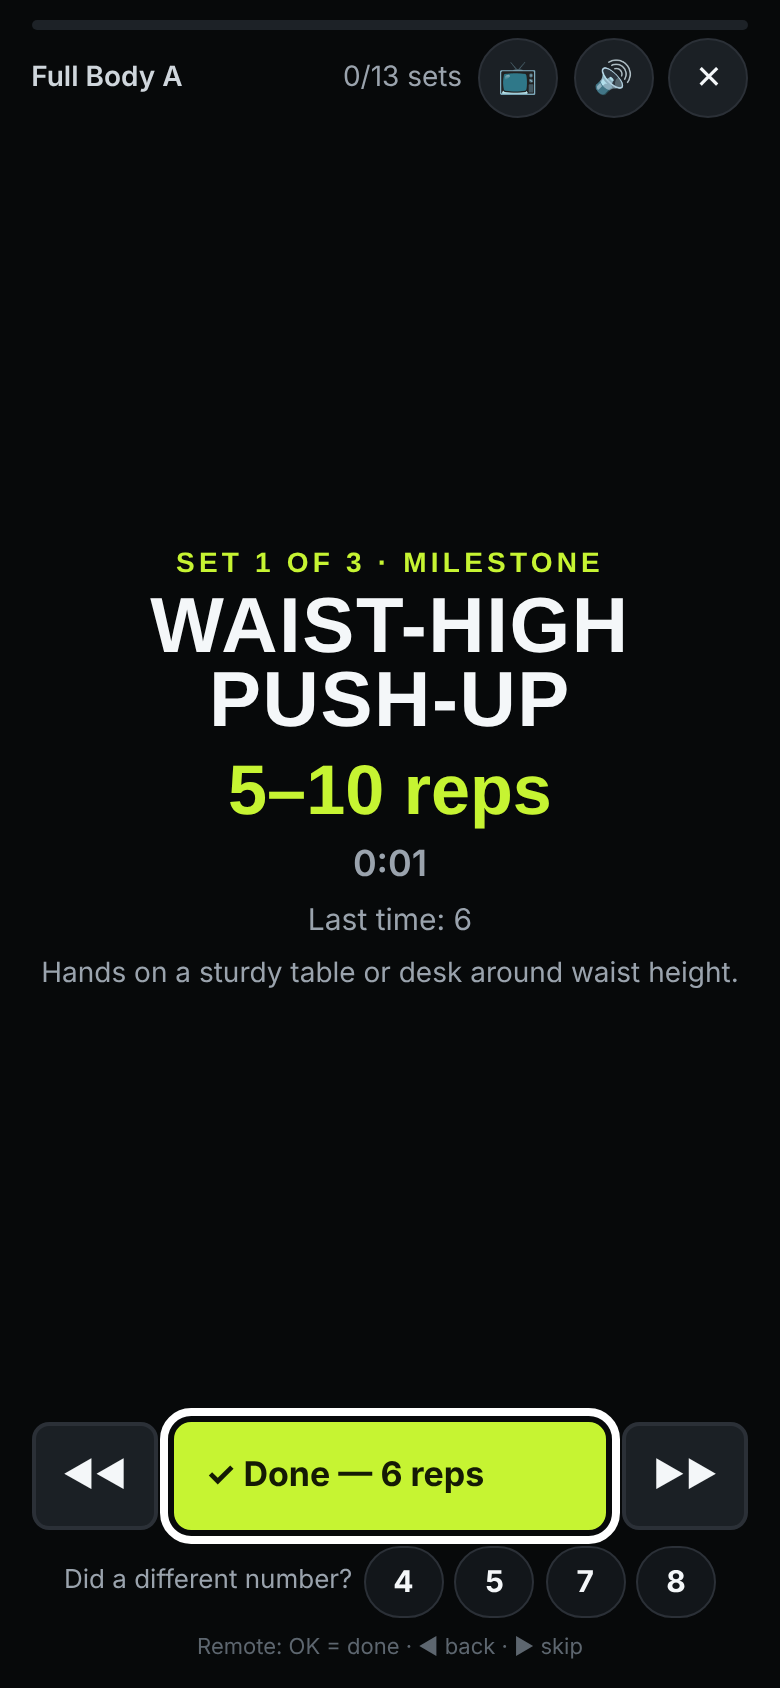 Full Body A
0/13 sets
SET 1 OF 3 · MILESTONE
WAIST-HIGH
PUSH-UP
5–10 reps
0:01
Last time: 6
Hands on a sturdy table or desk around waist height.
✓ Done — 6 reps
Did a different number? 4 5 7 8
Remote: OK = done · ◀ back · ▶ skip